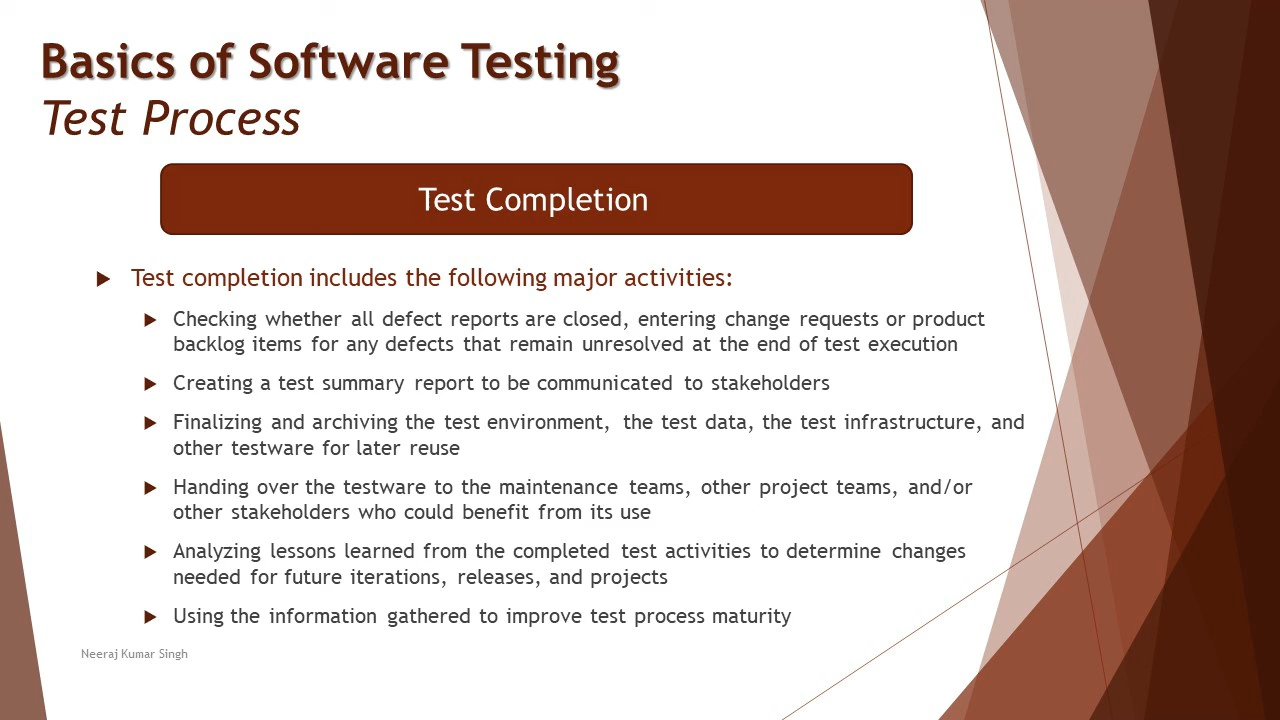 Basics of Software Testing
Test Process
Test Completion
Test completion includes the following major activities:
Checking whether all defect reports are closed, entering change requests or product
backlog items for any defects that remain unresolved at the end of test execution
Creating a test summary report to be communicated to stakeholders
Finalizing and archiving the test environment, the test data, the test infrastructure, and
other testware for later reuse
Handing over the testware to the maintenance teams, other project teams, and/or
other stakeholders who could benefit from its use
Analyzing lessons learned from the completed test activities to determine changes
needed for future iterations, releases, and projects
Using the information gathered to improve test process maturity
Neeraj Kumar Singh